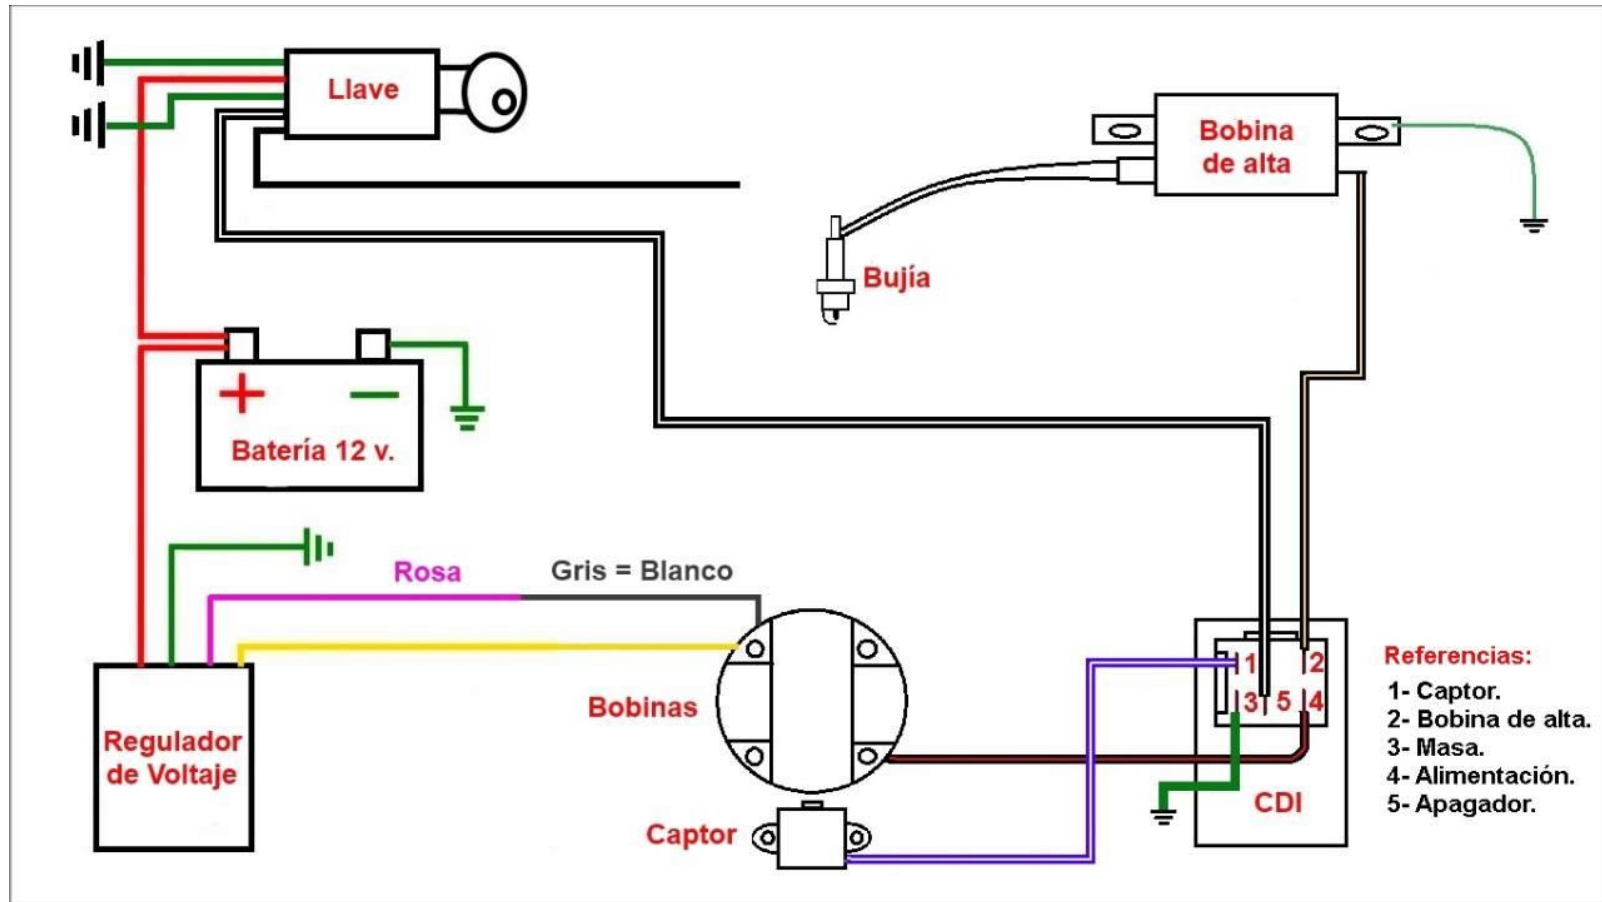 Llave
Bobina
de alta
Bujía
+
−
Batería 12 v.
Rosa
Gris = Blanco
Regulador
de Voltaje
Bobinas
Captor
1
2
3
5
4
CDI
Referencias:
1- Captor.
2- Bobina de alta.
3- Masa.
4- Alimentación.
5- Apagador.